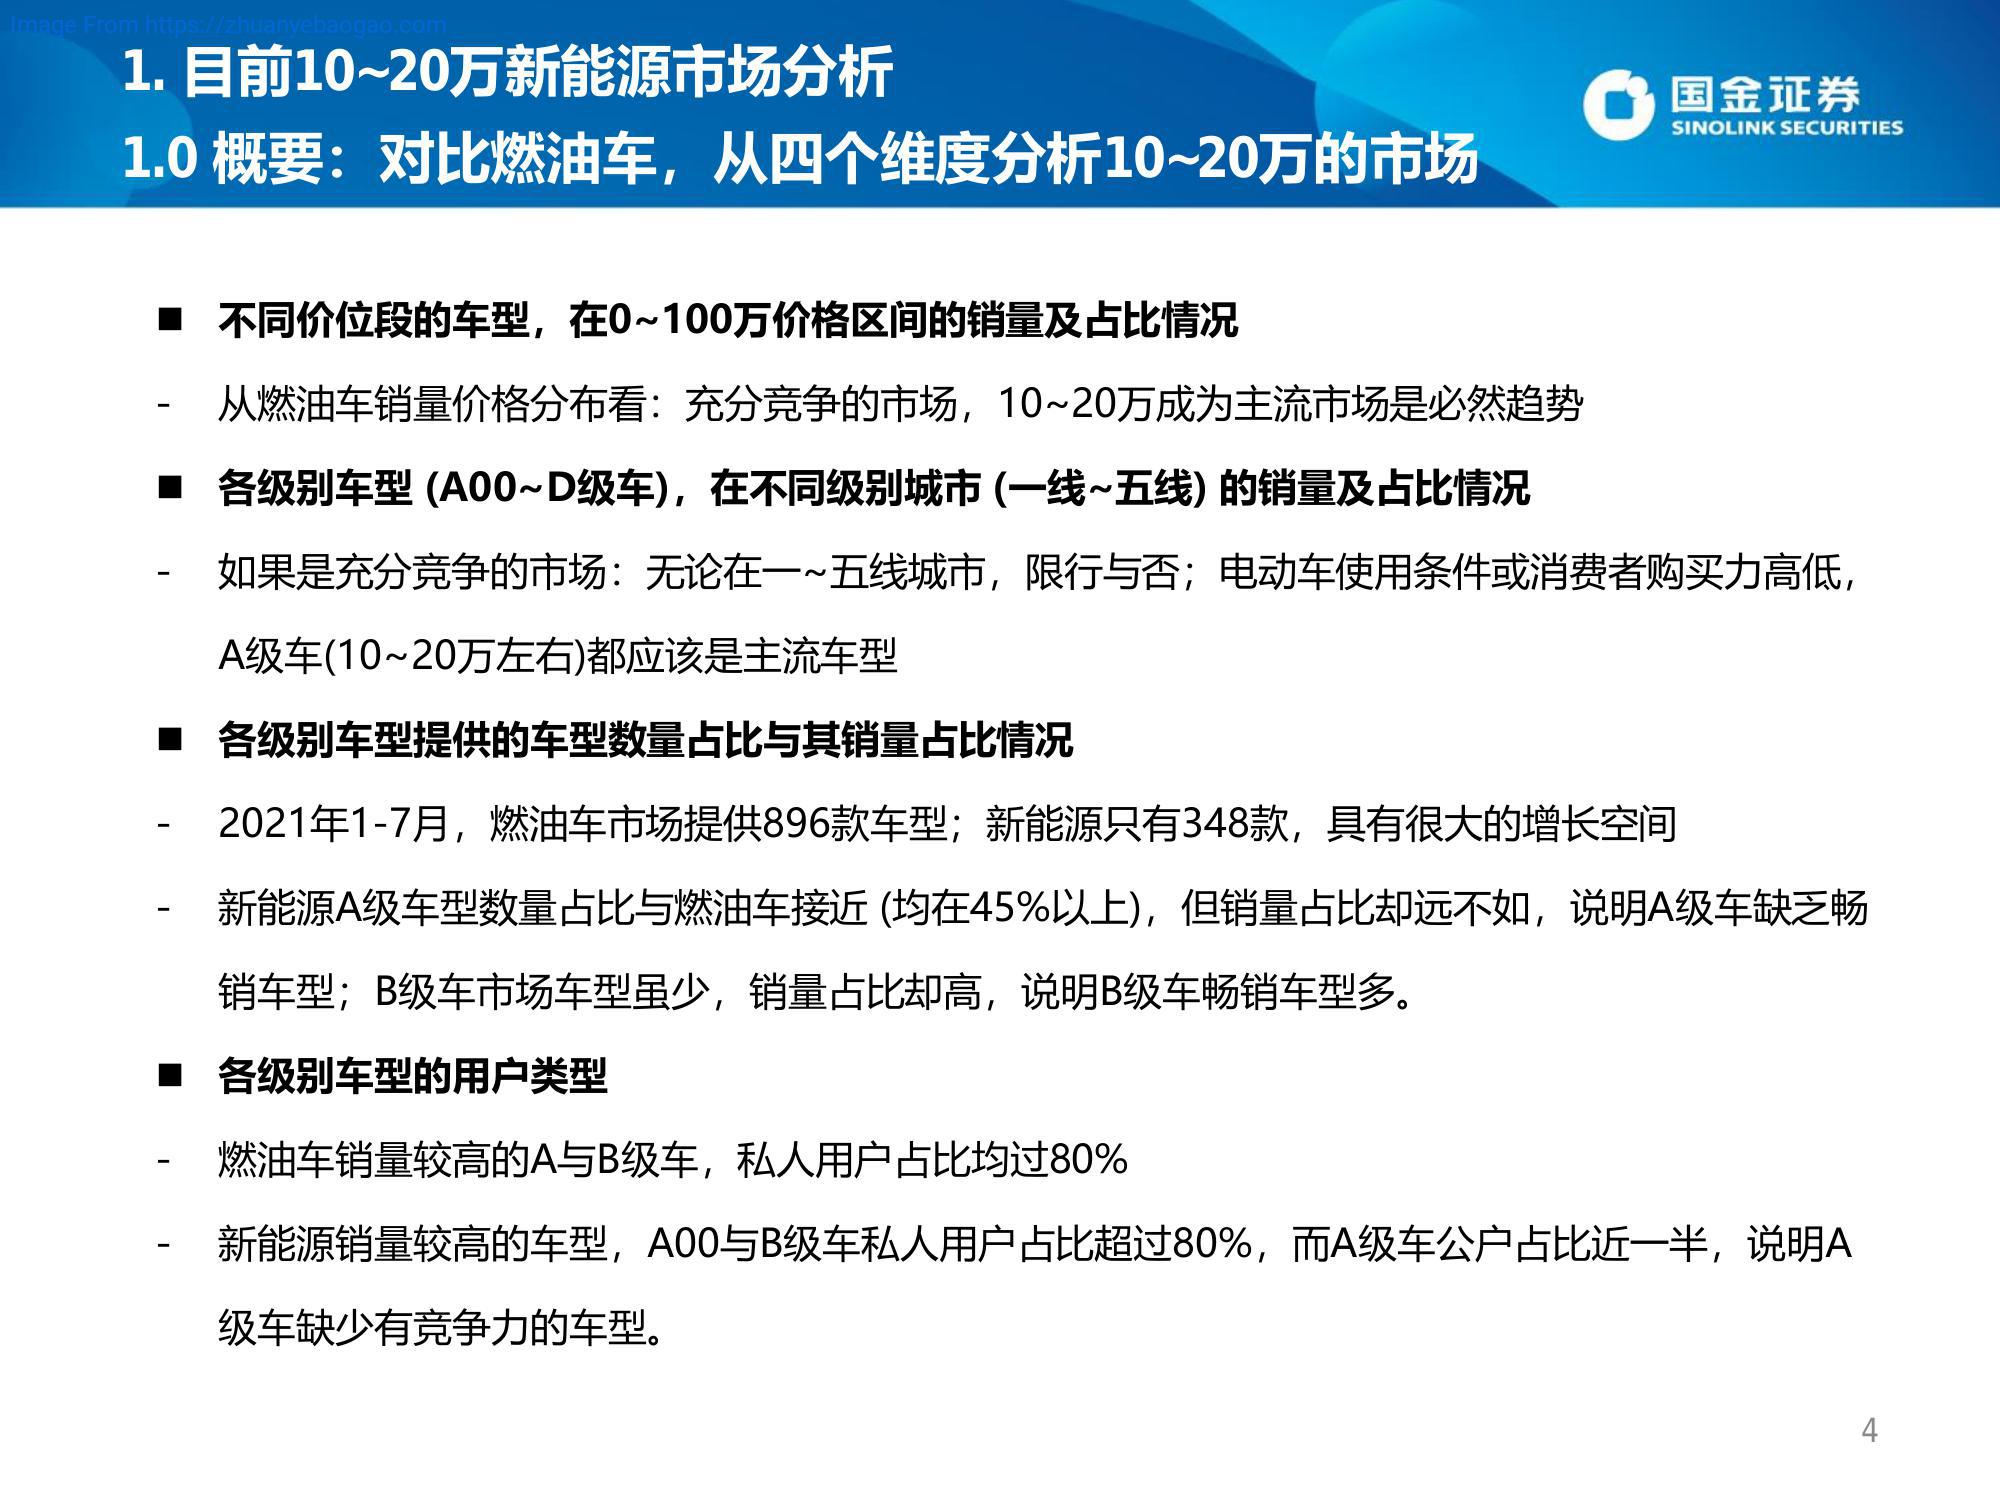 Image From https://zhuanyebaogao.com
1. 目前10~20万新能源市场分析
1.0 概要：对比燃油车，从四个维度分析10~20万的市场
国金证券
SINOLINK SECURITIES
■ 不同价位段的车型，在0~100万价格区间的销量及占比情况
- 从燃油车销量价格分布看：充分竞争的市场，10~20万成为主流市场是必然趋势
■ 各级别车型 (A00~D级车)，在不同级别城市 (一线~五线) 的销量及占比情况
- 如果是充分竞争的市场：无论在一~五线城市，限行与否；电动车使用条件或消费者购买力高低，
A级车(10~20万左右)都应该是主流车型
■ 各级别车型提供的车型数量占比与其销量占比情况
- 2021年1-7月，燃油车市场提供896款车型；新能源只有348款，具有很大的增长空间
- 新能源A级车型数量占比与燃油车接近 (均在45%以上)，但销量占比却远不如，说明A级车缺乏畅
销车型；B级车市场车型虽少，销量占比却高，说明B级车畅销车型多。
■ 各级别车型的用户类型
- 燃油车销量较高的A与B级车，私人用户占比均过80%
- 新能源销量较高的车型，A00与B级车私人用户占比超过80%，而A级车公户占比近一半，说明A
级车缺少有竞争力的车型。
4